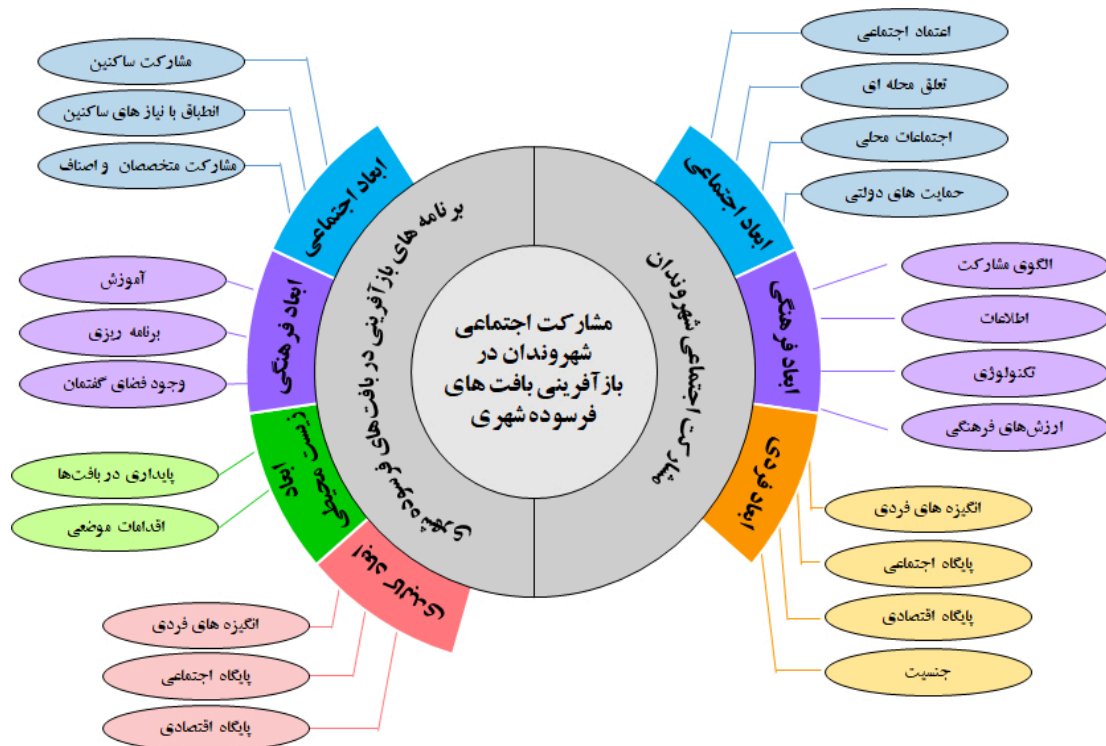 مشارکت اجتماعی
شهروندان در
بازآفرینی بافت های
فرسوده شهری
مشارکت اجتماعی شهروندان
ابعاد اجتماعی
اعتماد اجتماعی
تعلق محله ای
اجتماعات محلی
حمایت های دولتی
ابعاد فرهنگی
الگوی مشارکت
اطلاعات
تکنولوژی
ارزش‌های فرهنگی
ابعاد فردی
انگیزه های فردی
پایگاه اجتماعی
پایگاه اقتصادی
جنسیت
برنامه های بازآفرینی در بافت‌های فرسوده شهری
ابعاد اجتماعی
مشارکت ساکنین
انطباق با نیاز های ساکنین
مشارکت متخصصان و اصناف
ابعاد فرهنگی
آموزش
برنامه ریزی
وجود فضای گفتمان
ابعاد
زیست محیطی
پایداری در بافت‌ها
اقدامات موضعی
ابعاد کالبدی
انگیزه های فردی
پایگاه اجتماعی
پایگاه اقتصادی